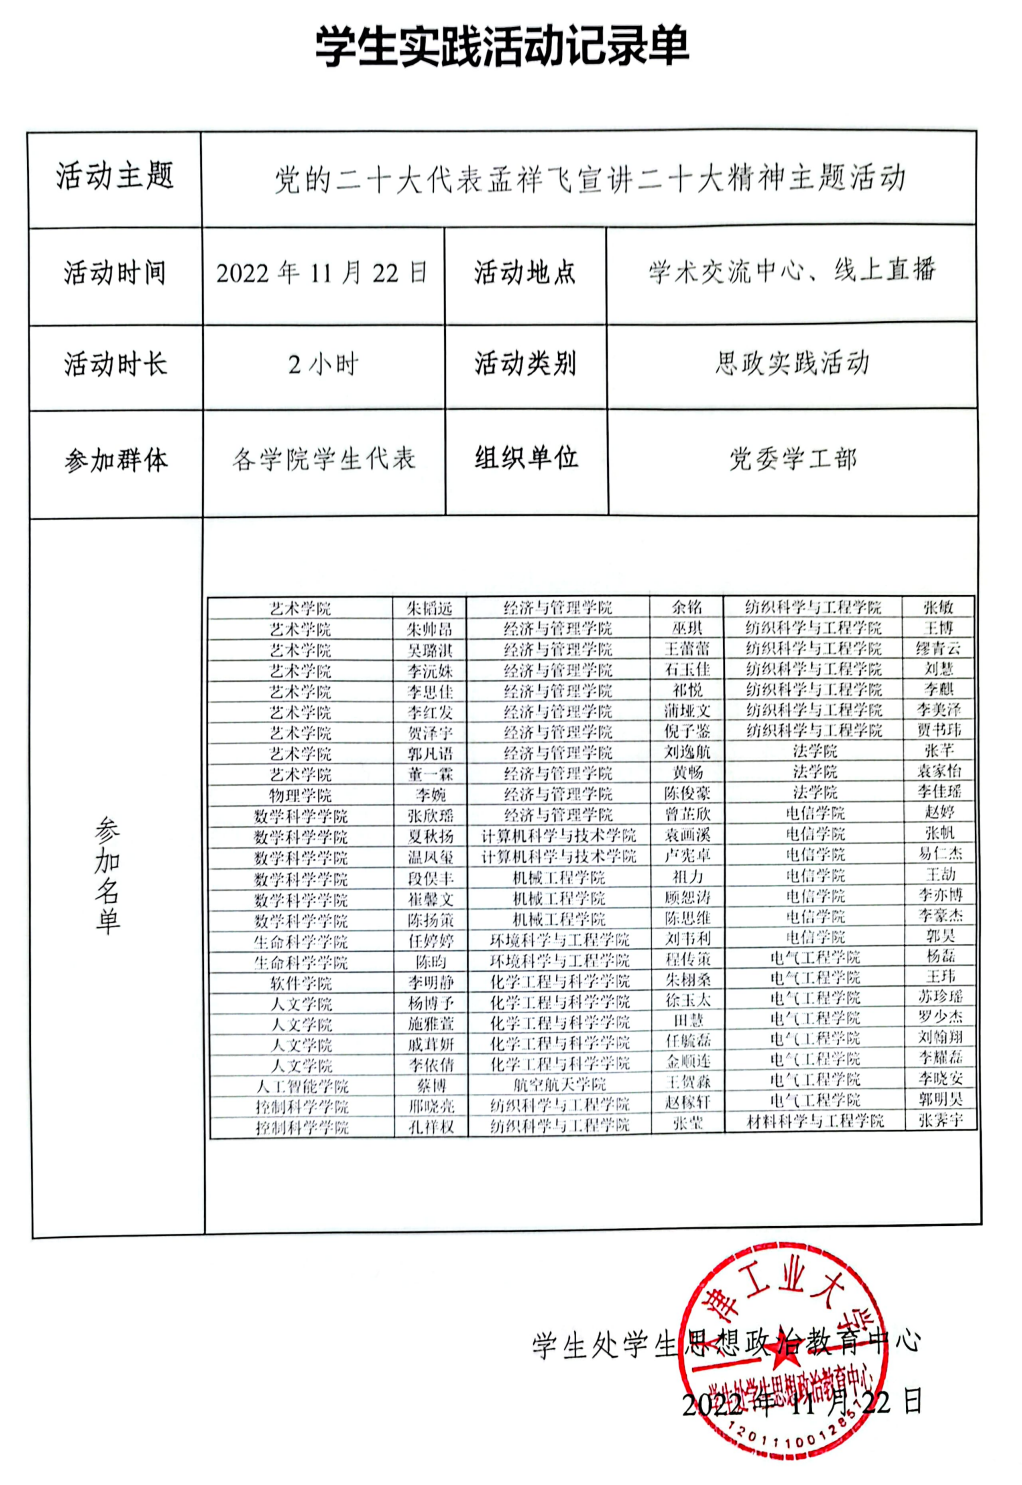 学生实践活动记录单
活动主题 党的二十大代表孟祥飞宣讲二十大精神主题活动
活动时间 2022 年 11 月 22 日 活动地点 学术交流中心、线上直播
活动时长 2 小时 活动类别 思政实践活动
参加群体 各学院学生代表 组织单位 党委学工部
参加名单
艺术学院 朱韬远 经济与管理学院 余铭 纺织科学与工程学院 张敏
艺术学院 朱帅昂 经济与管理学院 巫琪 纺织科学与工程学院 王博
艺术学院 吴璐淇 经济与管理学院 王蕾蕾 纺织科学与工程学院 缪青云
艺术学院 李沅姝 经济与管理学院 石玉佳 纺织科学与工程学院 刘慧
艺术学院 李思佳 经济与管理学院 祁悦 纺织科学与工程学院 李麒
艺术学院 李红发 经济与管理学院 蒲垭文 纺织科学与工程学院 李美泽
艺术学院 贺泽宇 经济与管理学院 倪子鉴 纺织科学与工程学院 贾书玮
艺术学院 郭凡语 经济与管理学院 刘逸航 法学院 张芊
艺术学院 董一霖 经济与管理学院 黄畅 法学院 袁家怡
物理学院 李婉 经济与管理学院 陈俊豪 法学院 李佳瑶
数学科学学院 张欣瑶 经济与管理学院 曾芷欣 电信学院 赵婷
数学科学学院 夏秋扬 计算机科学与技术学院 袁画溪 电信学院 张帆
数学科学学院 温凤玺 计算机科学与技术学院 卢宪卓 电信学院 易仁杰
数学科学学院 段俣丰 机械工程学院 祖力 电信学院 王劼
数学科学学院 崔馨文 机械工程学院 顾恕涛 电信学院 李亦博
数学科学学院 陈扬策 机械工程学院 陈思维 电信学院 李豪杰
生命科学学院 任婷婷 环境科学与工程学院 刘韦利 电信学院 郭昊
生命科学学院 陈昀 环境科学与工程学院 程传策 电气工程学院 杨磊
软件学院 李明静 化学工程与科学学院 朱栩桑 电气工程学院 王玮
人文学院 杨博予 化学工程与科学学院 徐玉太 电气工程学院 苏珍瑶
人文学院 施雅萱 化学工程与科学学院 田慧 电气工程学院 罗少杰
人文学院 戚茸妍 化学工程与科学学院 任毓磊 电气工程学院 刘翰翔
人文学院 李依倩 化学工程与科学学院 金顺连 电气工程学院 李耀磊
人工智能学院 蔡博 航空航天学院 王贺淼 电气工程学院 李晓安
控制科学学院 邢晓亮 纺织科学与工程学院 赵稼轩 电气工程学院 郭明昊
控制科学学院 孔祥权 纺织科学与工程学院 张莹 材料科学与工程学院 张霁宇
天津工业大学
学生处学生思想政治教育中心
学生处学生思想政治教育中心
2022 年 11 月 22 日